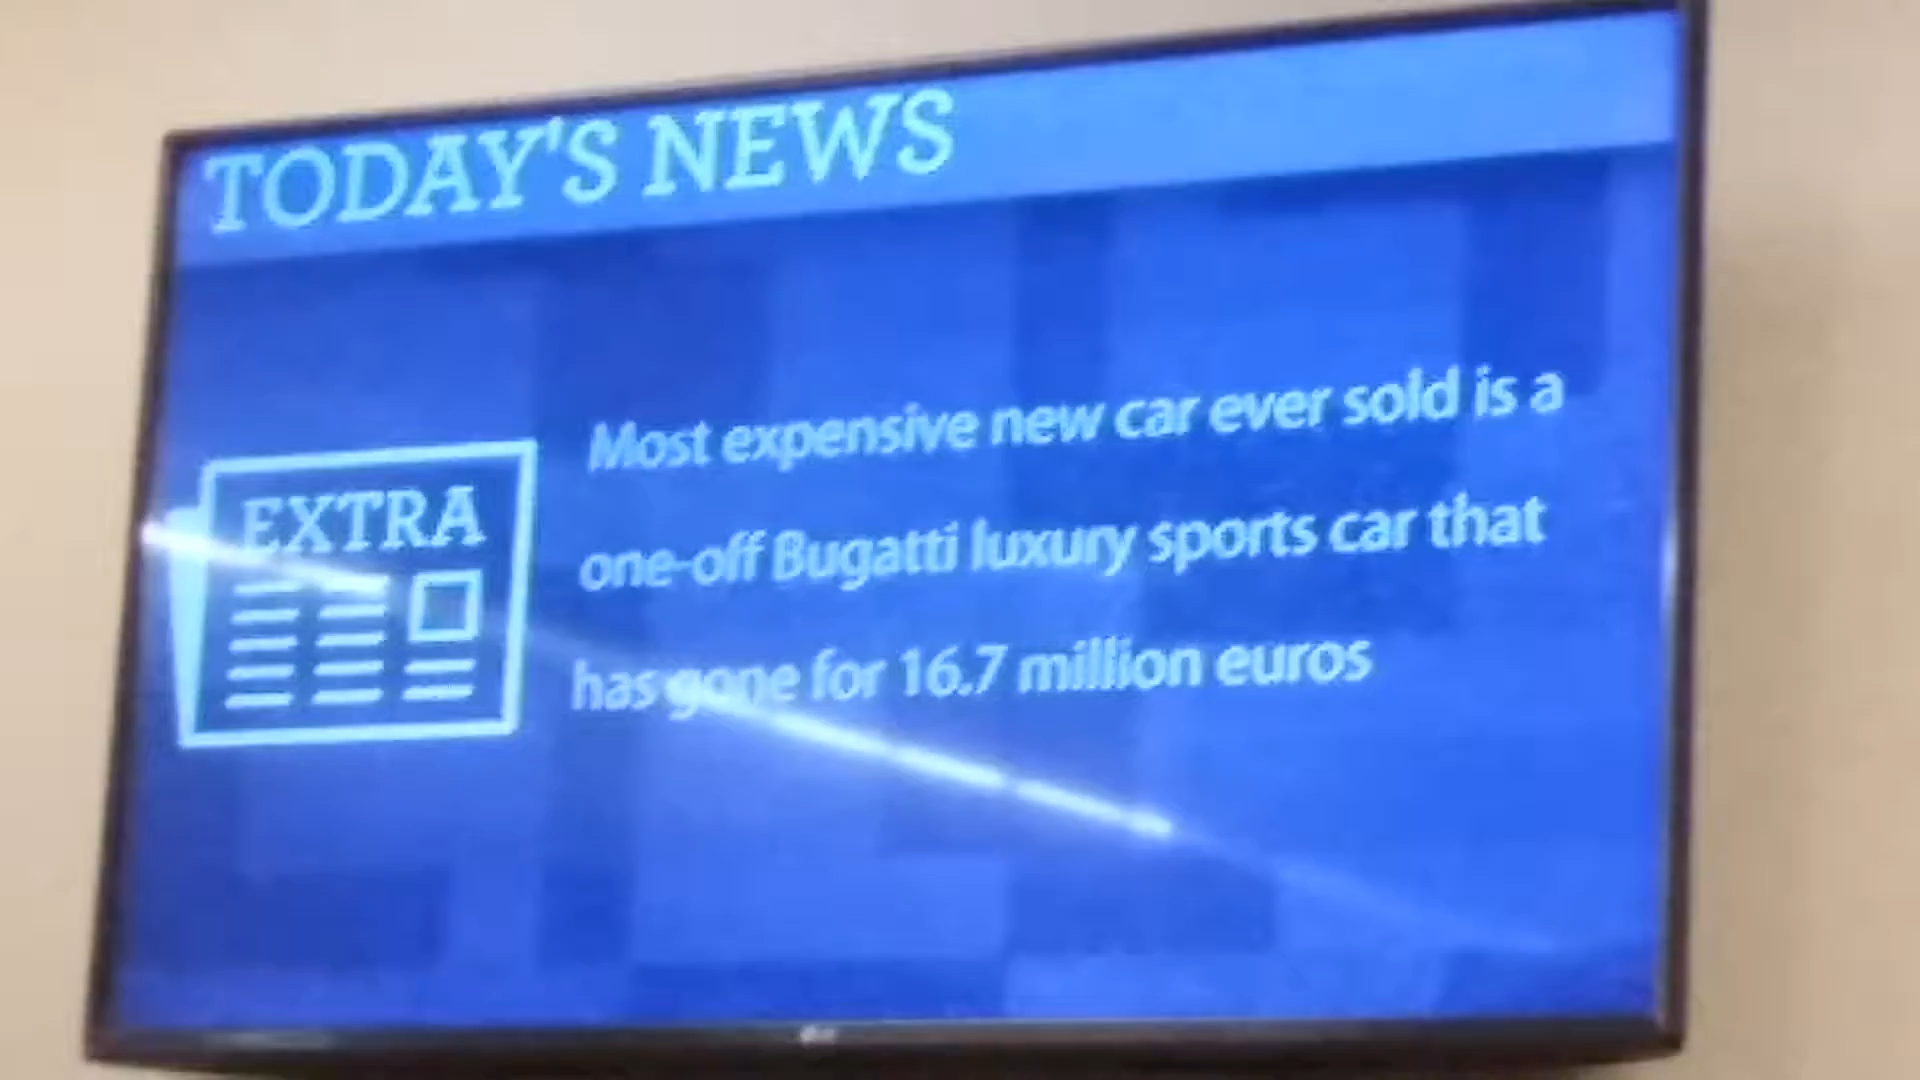 TODAY'S NEWS
EXTRA
Most expensive new car ever sold is a
one-off Bugatti luxury sports car that
has gone for 16.7 million euros